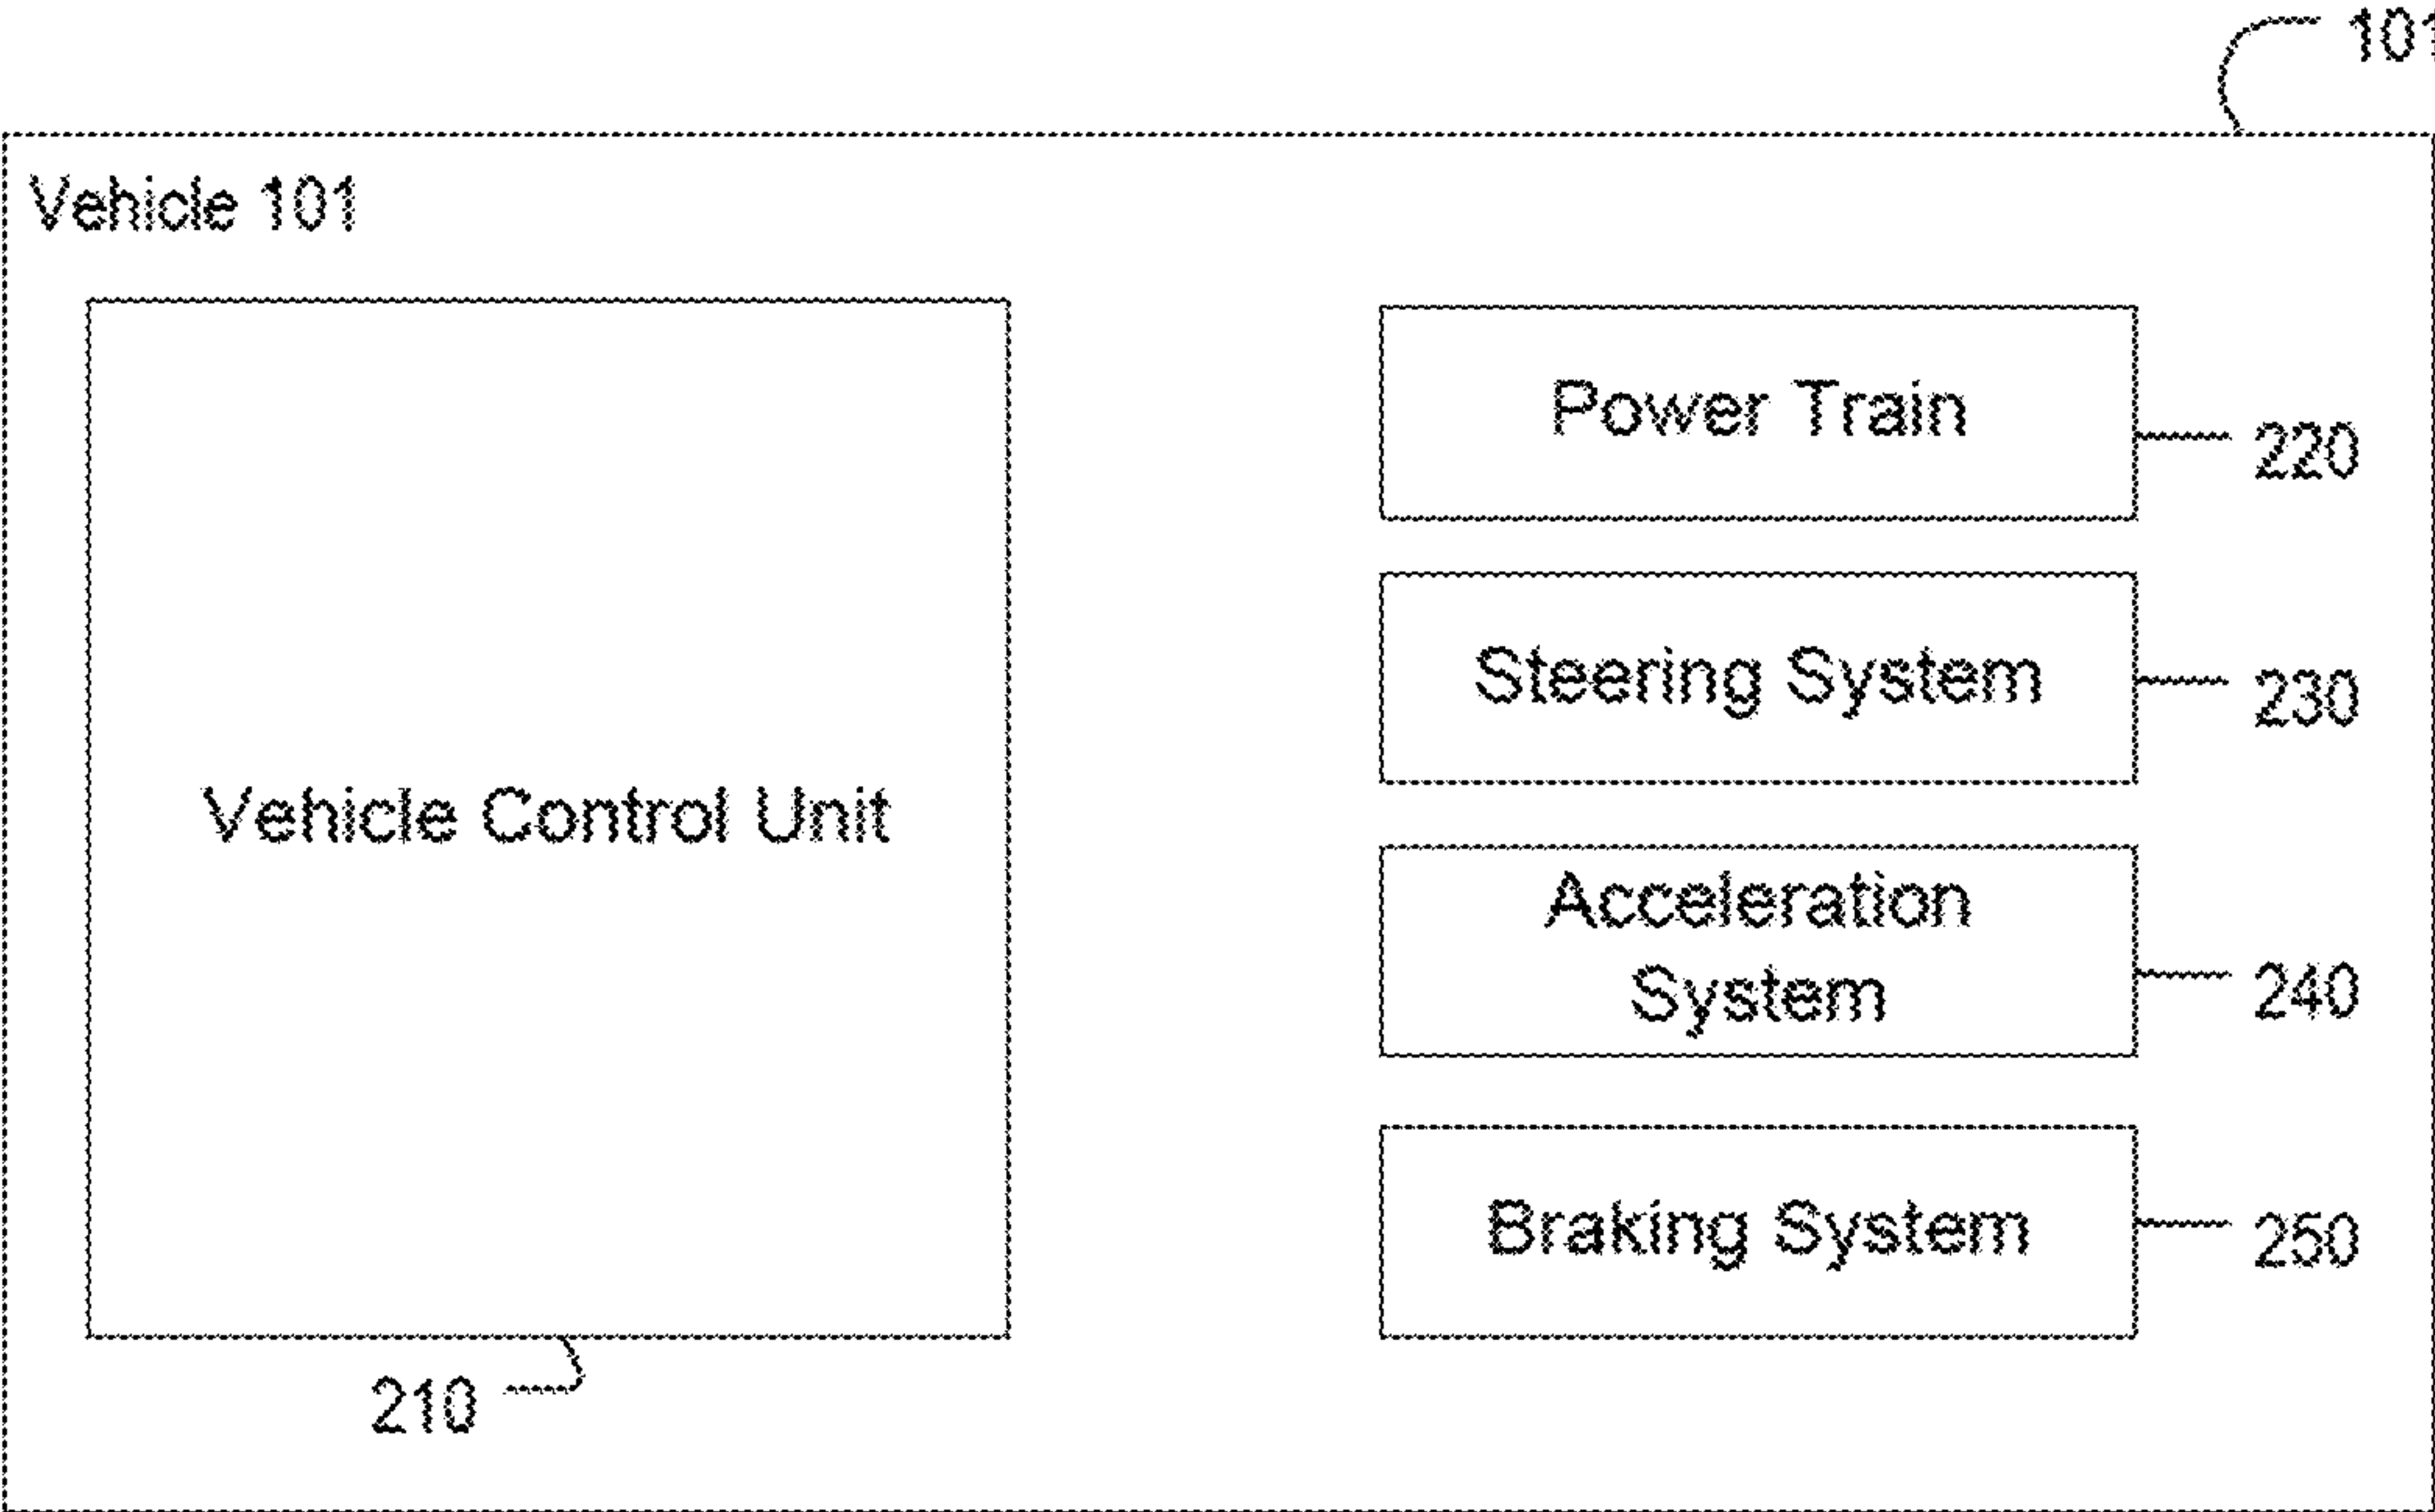 101
Vehicle 101
Power Train
220
Steering System
230
Vehicle Control Unit
Acceleration
System
240
Braking System
250
210